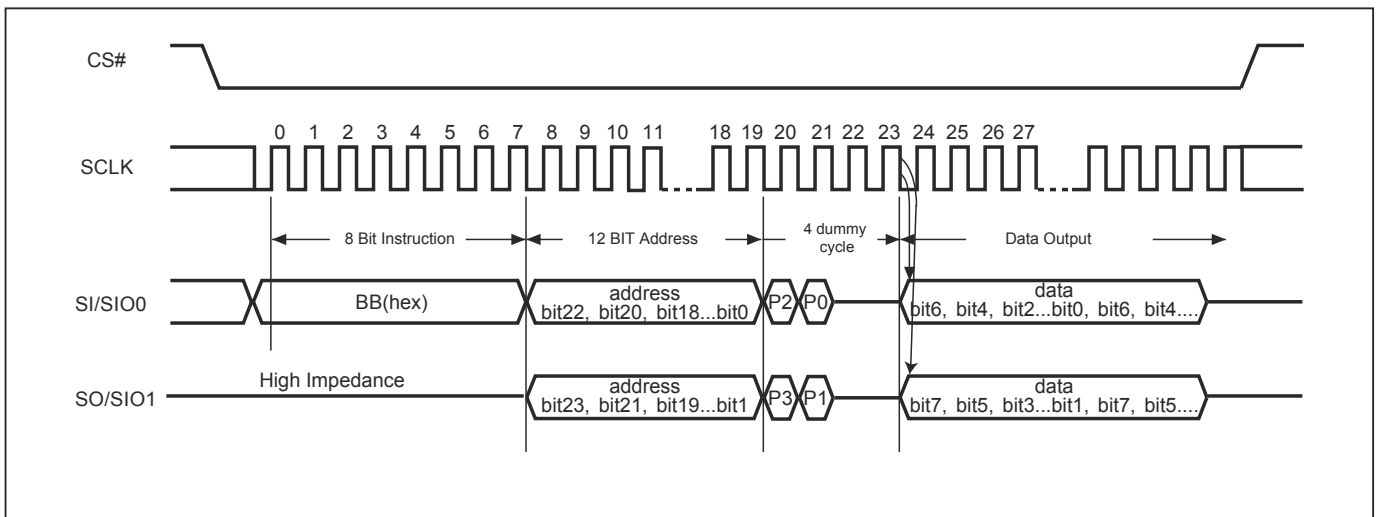 CS#
0 1 2 3 4 5 6 7 8 9 10 11 18 19 20 21 22 23 24 25 26 27
SCLK
8 Bit Instruction
12 BIT Address
4 dummy
cycle
Data Output
SI/SIO0
BB(hex)
address
bit22, bit20, bit18...bit0
P2
P0
data
bit6, bit4, bit2...bit0, bit6, bit4....
SO/SIO1
High Impedance
address
bit23, bit21, bit19...bit1
P3
P1
data
bit7, bit5, bit3...bit1, bit7, bit5....